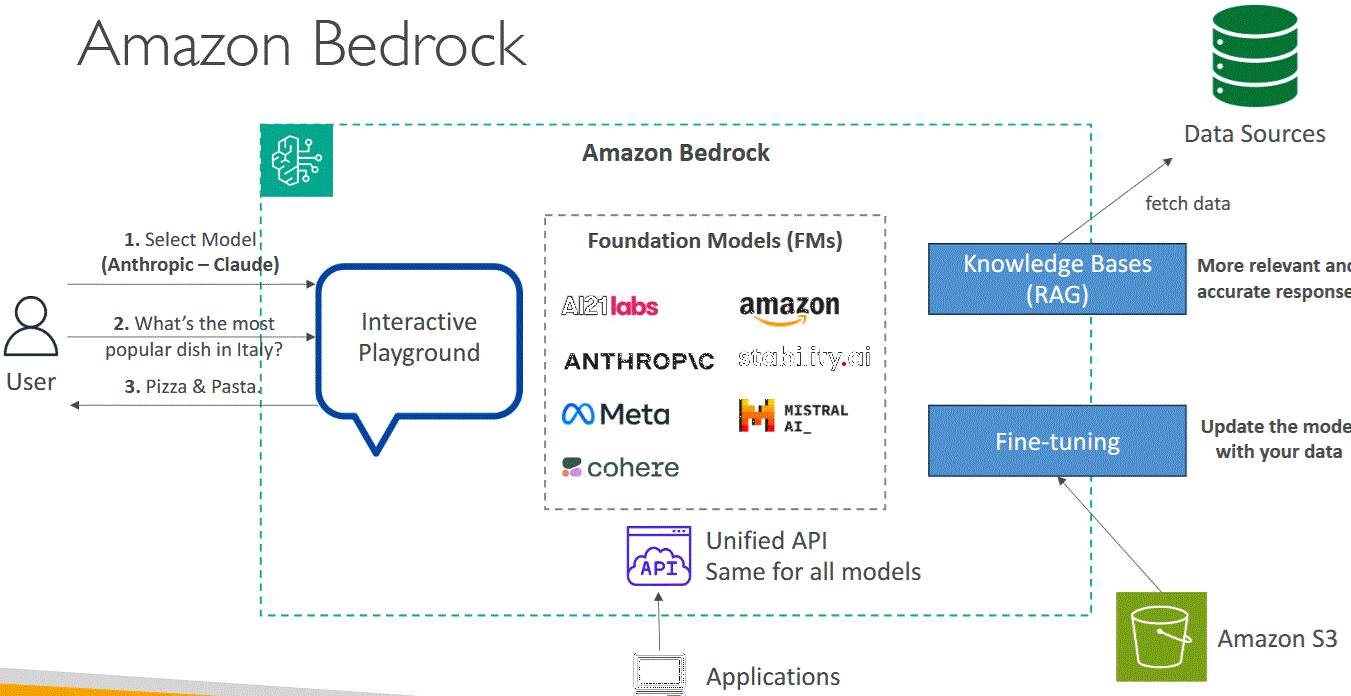 Amazon Bedrock
Data Sources
Amazon Bedrock
fetch data
1. Select Model
(Anthropic – Claude)
Foundation Models (FMs)
Knowledge Bases
(RAG)
More relevant and
accurate response
AI21labs
amazon
2. What's the most
popular dish in Italy?
Interactive
Playground
ANTHROP\C
stability.ai
User
3. Pizza & Pasta.
Meta
MISTRAL
AI_
Fine-tuning
Update the mode
with your data
cohere
API
Unified API
Same for all models
Amazon S3
Applications